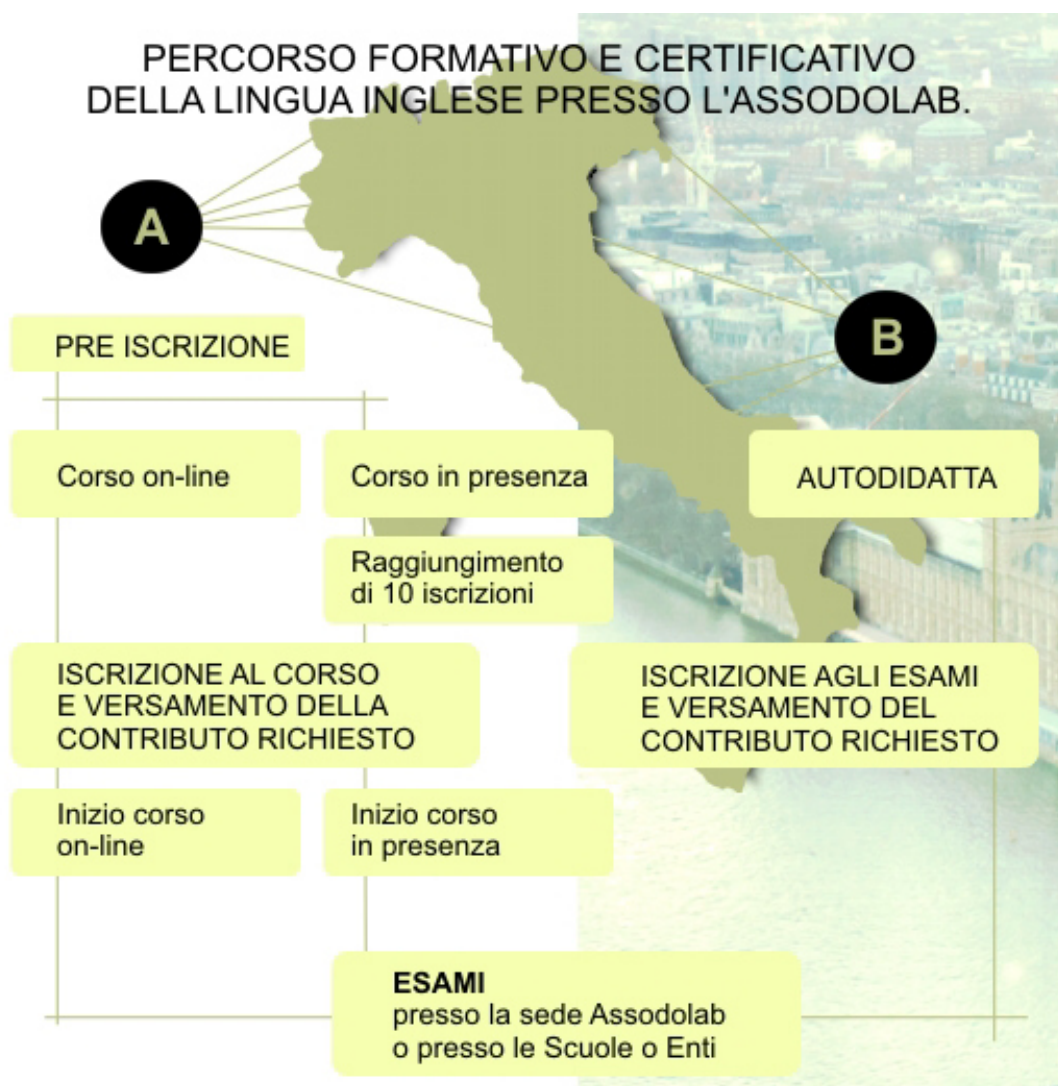 PERCORSO FORMATIVO E CERTIFICATIVO
DELLA LINGUA INGLESE PRESSO L'ASSODOLAB.
A
B
PRE ISCRIZIONE
Corso on-line
Corso in presenza
AUTODIDATTA
Raggiungimento
di 10 iscrizioni
ISCRIZIONE AL CORSO
E VERSAMENTO DELLA
CONTRIBUTO RICHIESTO
ISCRIZIONE AGLI ESAMI
E VERSAMENTO DEL
CONTRIBUTO RICHIESTO
Inizio corso
on-line
Inizio corso
in presenza
ESAMI
presso la sede Assodolab
o presso le Scuole o Enti